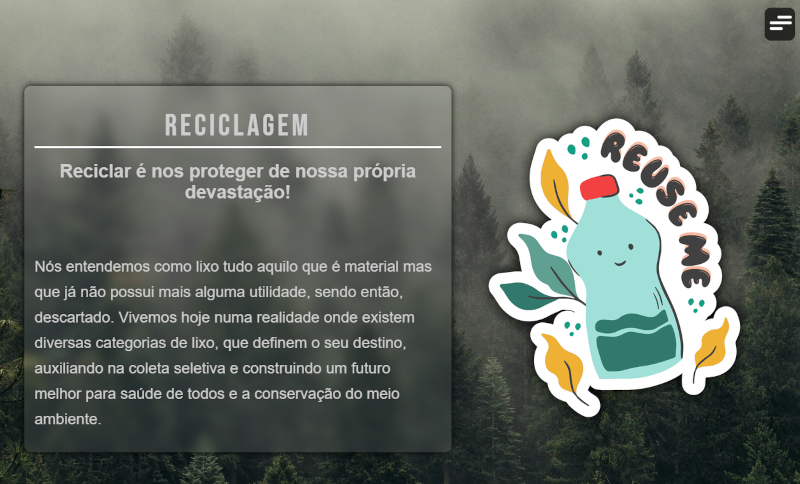 RECICLAGEM
Reciclar é nos proteger de nossa própria
devastação!
Nós entendemos como lixo tudo aquilo que é material mas
que já não possui mais alguma utilidade, sendo então,
descartado. Vivemos hoje numa realidade onde existem
diversas categorias de lixo, que definem o seu destino,
auxiliando na coleta seletiva e construindo um futuro
melhor para saúde de todos e a conservação do meio
ambiente.
REUSE ME